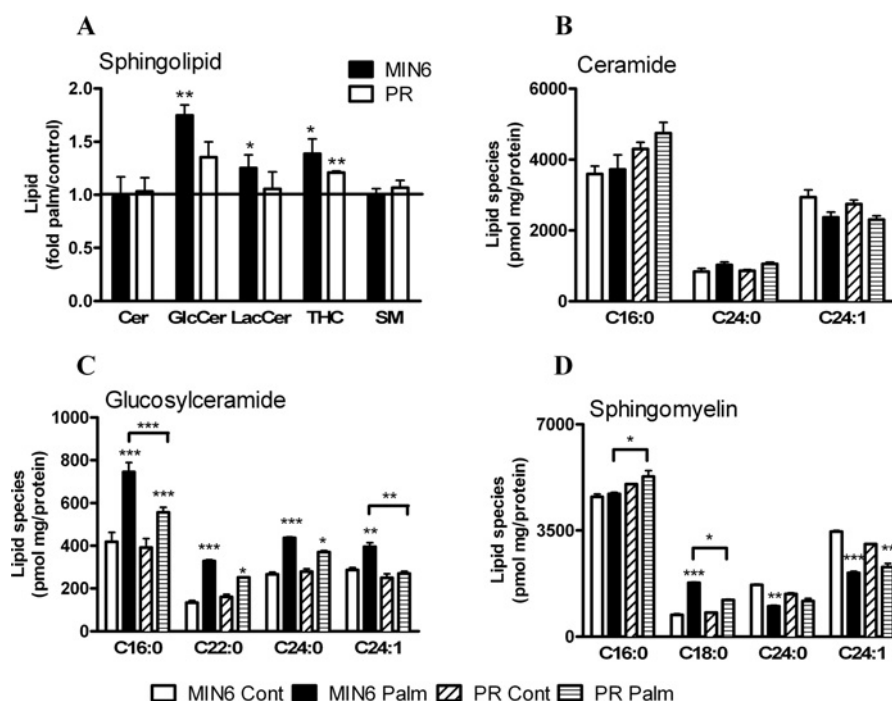 A
Sphingolipid
MIN6
PR
Lipid
(fold palm/control)
2.0
1.5
1.0
0.5
0.0
**
*
*
**
Cer GlcCer LacCer THC SM
B
Ceramide
Lipid species
(pmol mg/protein)
6000
4000
2000
0
C16:0 C24:0 C24:1
C
Glucosylceramide
Lipid species
(pmol mg/protein)
1000
800
600
400
200
0
***
***
***
***
*
***
*
**
**
C16:0 C22:0 C24:0 C24:1
D
Sphingomyelin
Lipid species
(pmol mg/protein)
7000
3500
0
*
*
***
**
***
**
C16:0 C18:0 C24:0 C24:1
MIN6 Cont MIN6 Palm PR Cont PR Palm